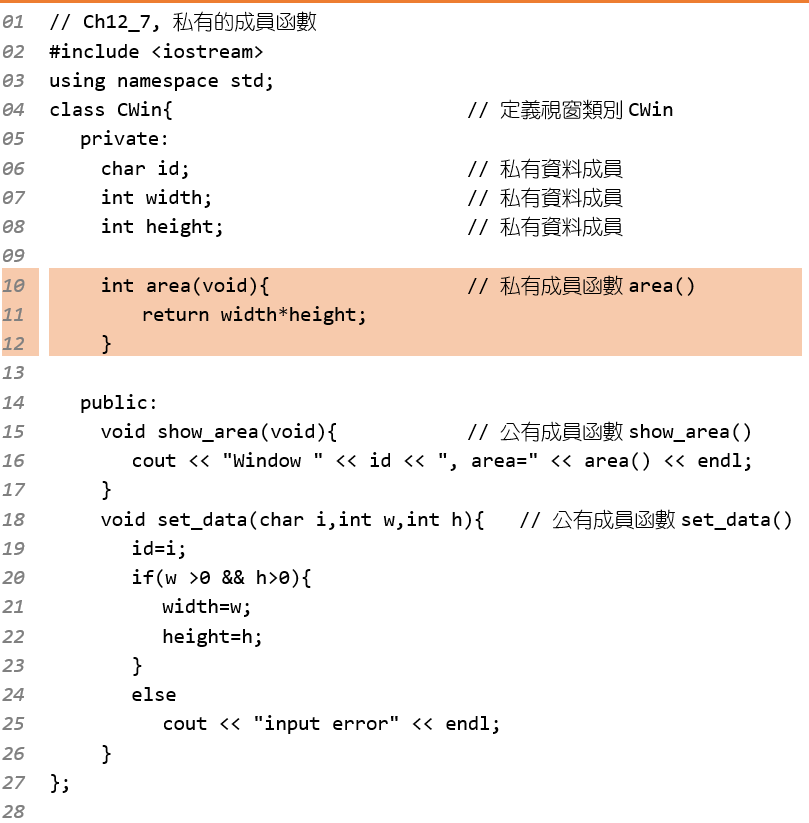 01 // Ch12_7, 私有的成員函數
02 #include <iostream>
03 using namespace std;
04 class CWin{ // 定義視窗類別 CWin
05 private:
06 char id; // 私有資料成員
07 int width; // 私有資料成員
08 int height; // 私有資料成員
09
10 int area(void){ // 私有成員函數 area()
11 return width*height;
12 }
13
14 public:
15 void show_area(void){ // 公有成員函數 show_area()
16 cout << "Window " << id << ", area=" << area() << endl;
17 }
18 void set_data(char i,int w,int h){ // 公有成員函數 set_data()
19 id=i;
20 if(w >0 && h>0){
21 width=w;
22 height=h;
23 }
24 else
25 cout << "input error" << endl;
26 }
27 };
28